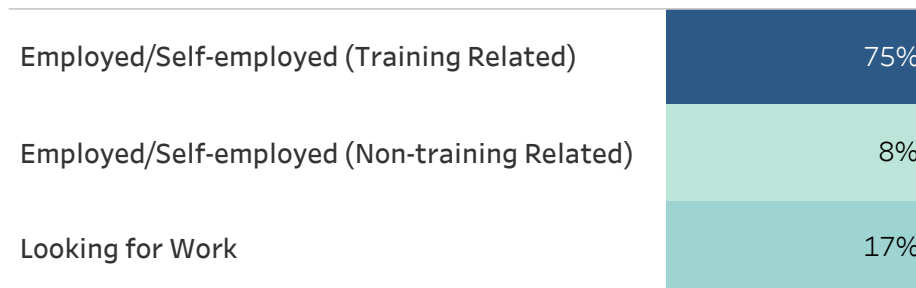 Employed/Self-employed (Training Related) 75%
Employed/Self-employed (Non-training Related) 8%
Looking for Work 17%